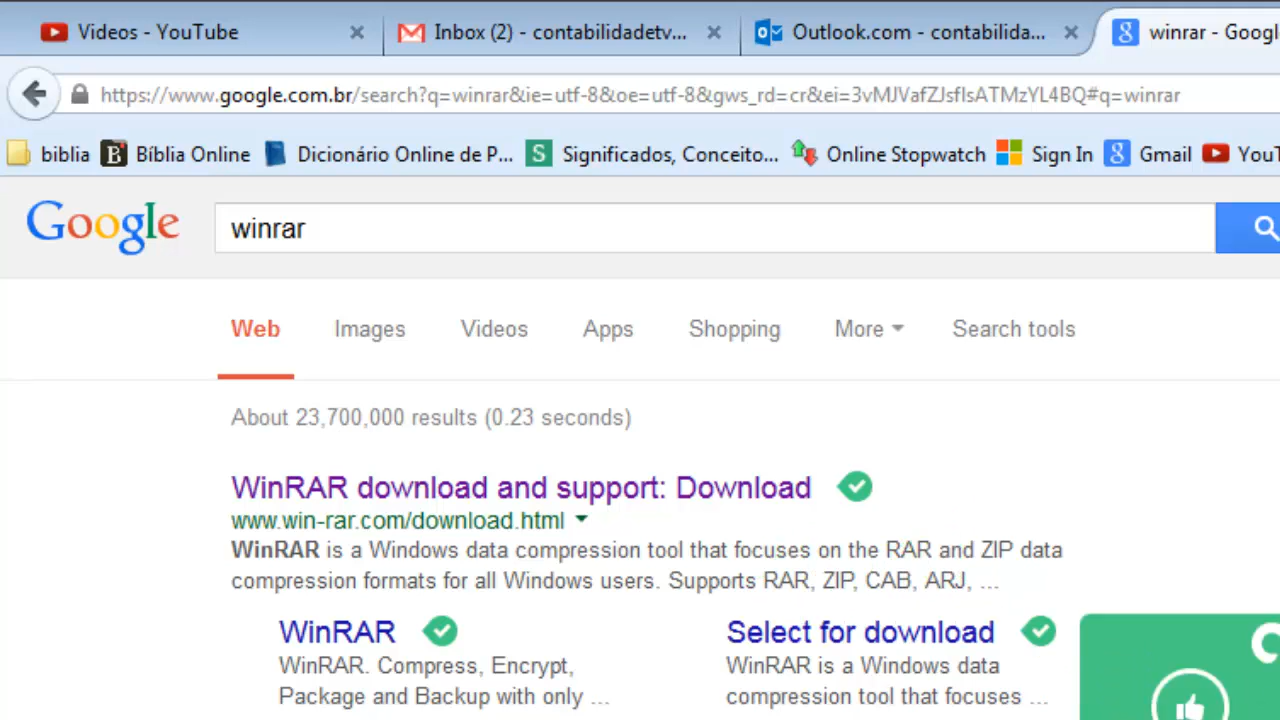 Videos - YouTube
Inbox (2) - contabilidadetv...
Outlook.com - contabilida...
winrar - Googl
https://www.google.com.br/search?q=winrar&ie=utf-8&oe=utf-8&gws_rd=cr&ei=3vMJVafZJsfIsATMzYL4BQ#q=winrar
biblia
Bíblia Online
Dicionário Online de P...
Significados, Conceito...
Online Stopwatch
Sign In
Gmail
YouT
Google
winrar
Web Images Videos Apps Shopping More Search tools
About 23,700,000 results (0.23 seconds)
WinRAR download and support: Download
www.win-rar.com/download.html
WinRAR is a Windows data compression tool that focuses on the RAR and ZIP data
compression formats for all Windows users. Supports RAR, ZIP, CAB, ARJ, ...
WinRAR
WinRAR. Compress, Encrypt,
Package and Backup with only ...
Select for download
WinRAR is a Windows data
compression tool that focuses ...